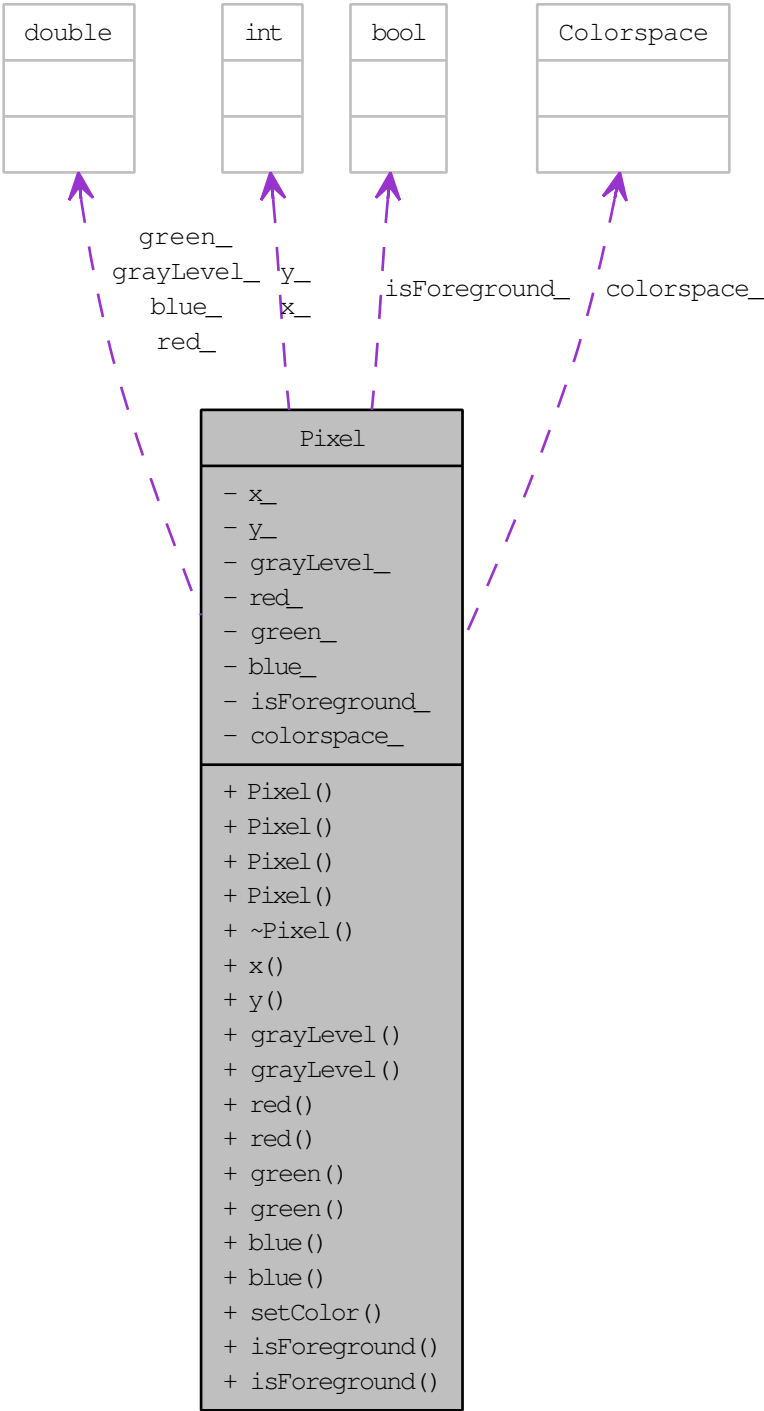 double
int
bool
Colorspace
green_
grayLevel_
blue_
red_
y_
x_
isForeground_
colorspace_
Pixel
- x_
- y_
- grayLevel_
- red_
- green_
- blue_
- isForeground_
- colorspace_
+ Pixel()
+ Pixel()
+ Pixel()
+ Pixel()
+ ~Pixel()
+ x()
+ y()
+ grayLevel()
+ grayLevel()
+ red()
+ red()
+ green()
+ green()
+ blue()
+ blue()
+ setColor()
+ isForeground()
+ isForeground()